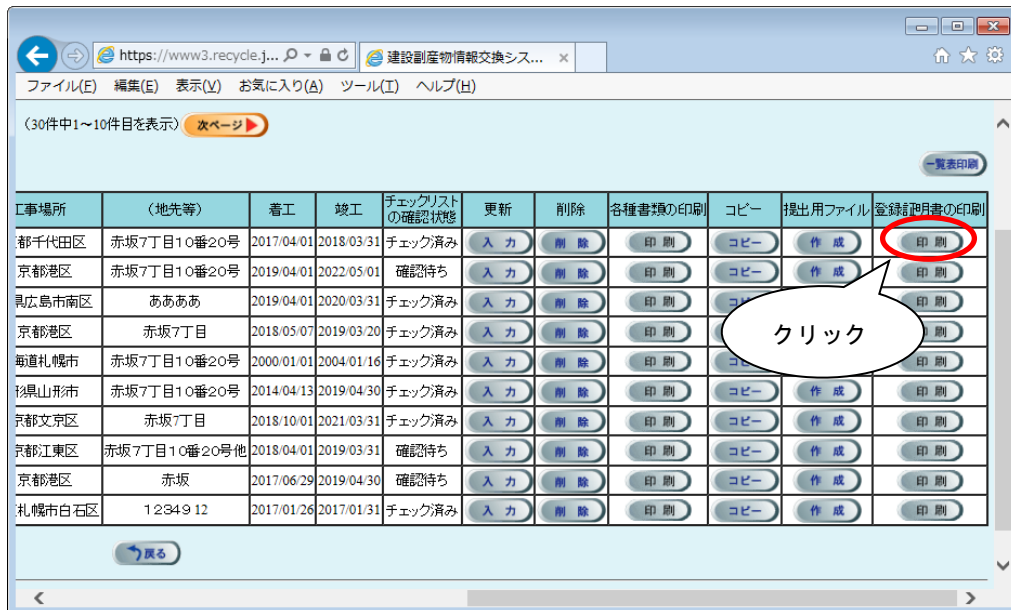 https://www3.recycle.j...
建設副産物情報交換シス...
ファイル(F) 編集(E) 表示(V) お気に入り(A) ツール(T) ヘルプ(H)
(30件中1～10件目を表示) 次ページ
一覧表印刷
工事場所 (地先等) 着工 竣工 チェックリストの確認状態 更新 削除 各種書類の印刷 コピー 提出用ファイル 登録証明書の印刷
都千代田区 赤坂7丁目10番20号 2017/04/01 2018/03/31 チェック済み 入力 削除 印刷 コピー 作成 印刷
京都港区 赤坂7丁目10番20号 2019/04/01 2022/05/01 確認待ち 入力 削除 印刷 コピー 作成 印刷
県広島市南区 ああああ 2019/04/01 2020/03/31 チェック済み 入力 削除 印刷
京都港区 赤坂7丁目 2018/05/07 2019/03/20 チェック済み 入力 削除 印刷 刷
海道札幌市 赤坂7丁目10番20号 2000/01/01 2004/01/16 チェック済み 入力 削除 印刷 印刷
クリック
形県山形市 赤坂7丁目10番20号 2014/04/13 2019/04/30 チェック済み 入力 削除 印刷 コピー 作成 印刷
京都文京区 赤坂7丁目 2018/10/01 2021/03/31 チェック済み 入力 削除 印刷 コピー 作成 印刷
京都江東区 赤坂7丁目10番20号他 2018/04/01 2019/03/31 確認待ち 入力 削除 印刷 コピー 作成 印刷
京都港区 赤坂 2017/06/29 2019/04/30 確認待ち 入力 削除 印刷 コピー 作成 印刷
札幌市白石区 1234912 2017/01/26 2017/01/31 チェック済み 入力 削除 印刷 コピー 作成 印刷
戻る